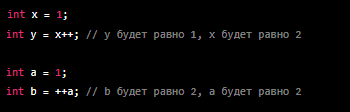 int x = 1;
int y = x++; // y будет равно 1, x будет равно 2
int a = 1;
int b = ++a; // b будет равно 2, a будет равно 2